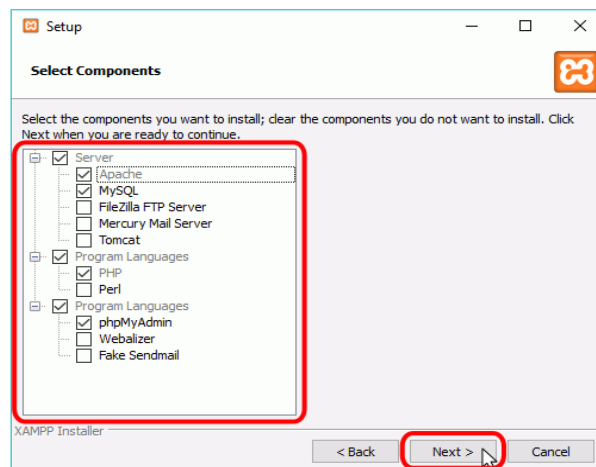 Setup
Select Components
Select the components you want to install; clear the components you do not want to install. Click
Next when you are ready to continue.
Server
Apache
MySQL
FileZilla FTP Server
Mercury Mail Server
Tomcat
Program Languages
PHP
Perl
Program Languages
phpMyAdmin
Webalizer
Fake Sendmail
XAMPP Installer
< Back
Next >
Cancel